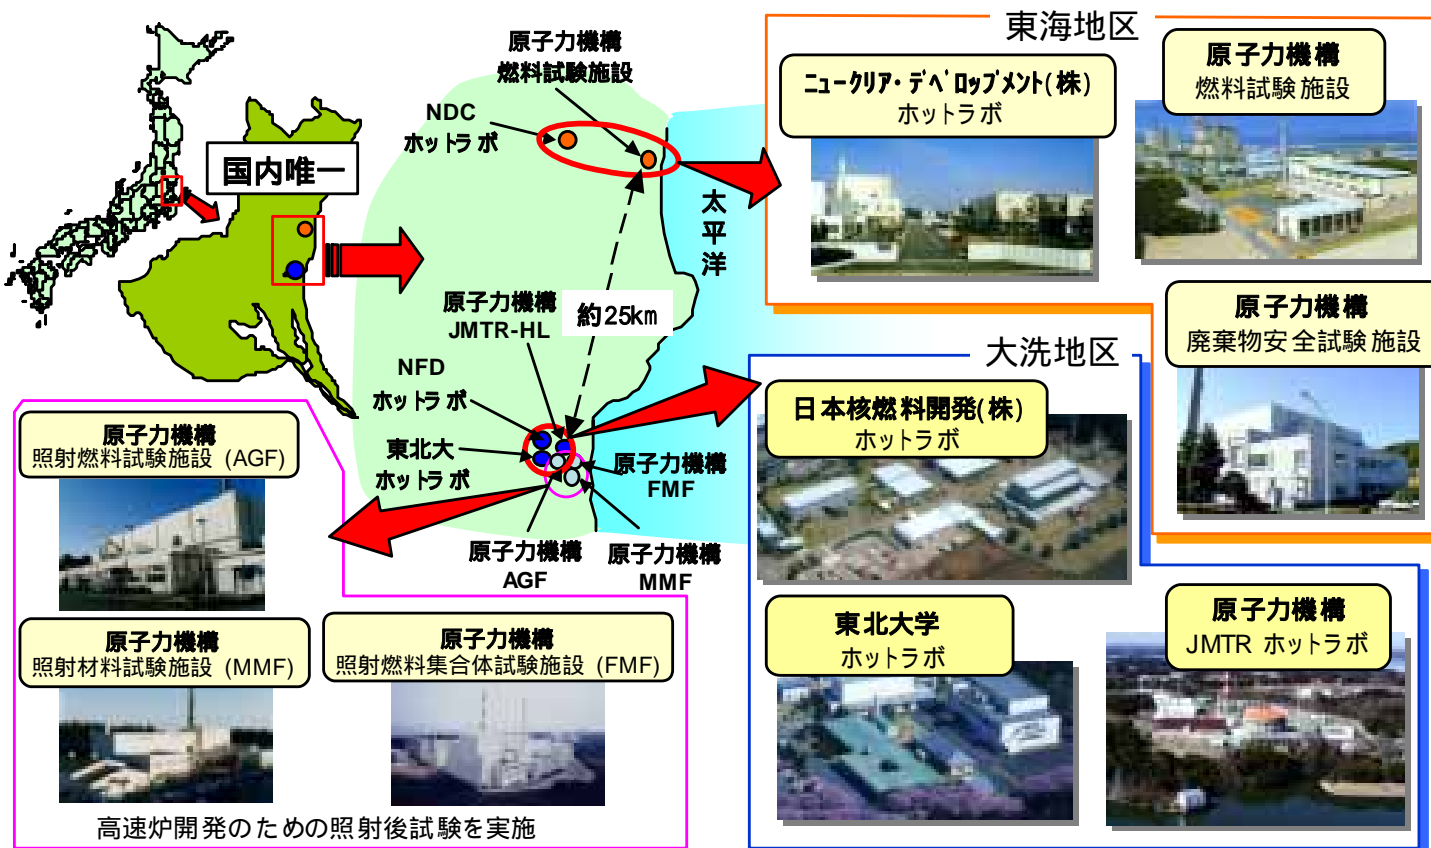 国内唯一
原子力機構
燃料試験施設
NDC
ホットラボ
太平洋
約25km
原子力機構
JMTR-HL
NFD
ホットラボ
東北大
ホットラボ
原子力機構
FMF
原子力機構
AGF
原子力機構
MMF
東海地区
ニュークリア・デベロップメント(株)
ホットラボ
原子力機構
燃料試験施設
原子力機構
廃棄物安全試験施設
大洗地区
日本核燃料開発(株)
ホットラボ
東北大学
ホットラボ
原子力機構
JMTR ホットラボ
原子力機構
照射燃料試験施設 (AGF)
原子力機構
照射材料試験施設 (MMF)
原子力機構
照射燃料集合体試験施設 (FMF)
高速炉開発のための照射後試験を実施